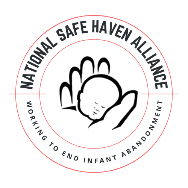 NATIONAL SAFE HAVEN ALLIANCE
WORKING TO END INFANT ABANDONMENT